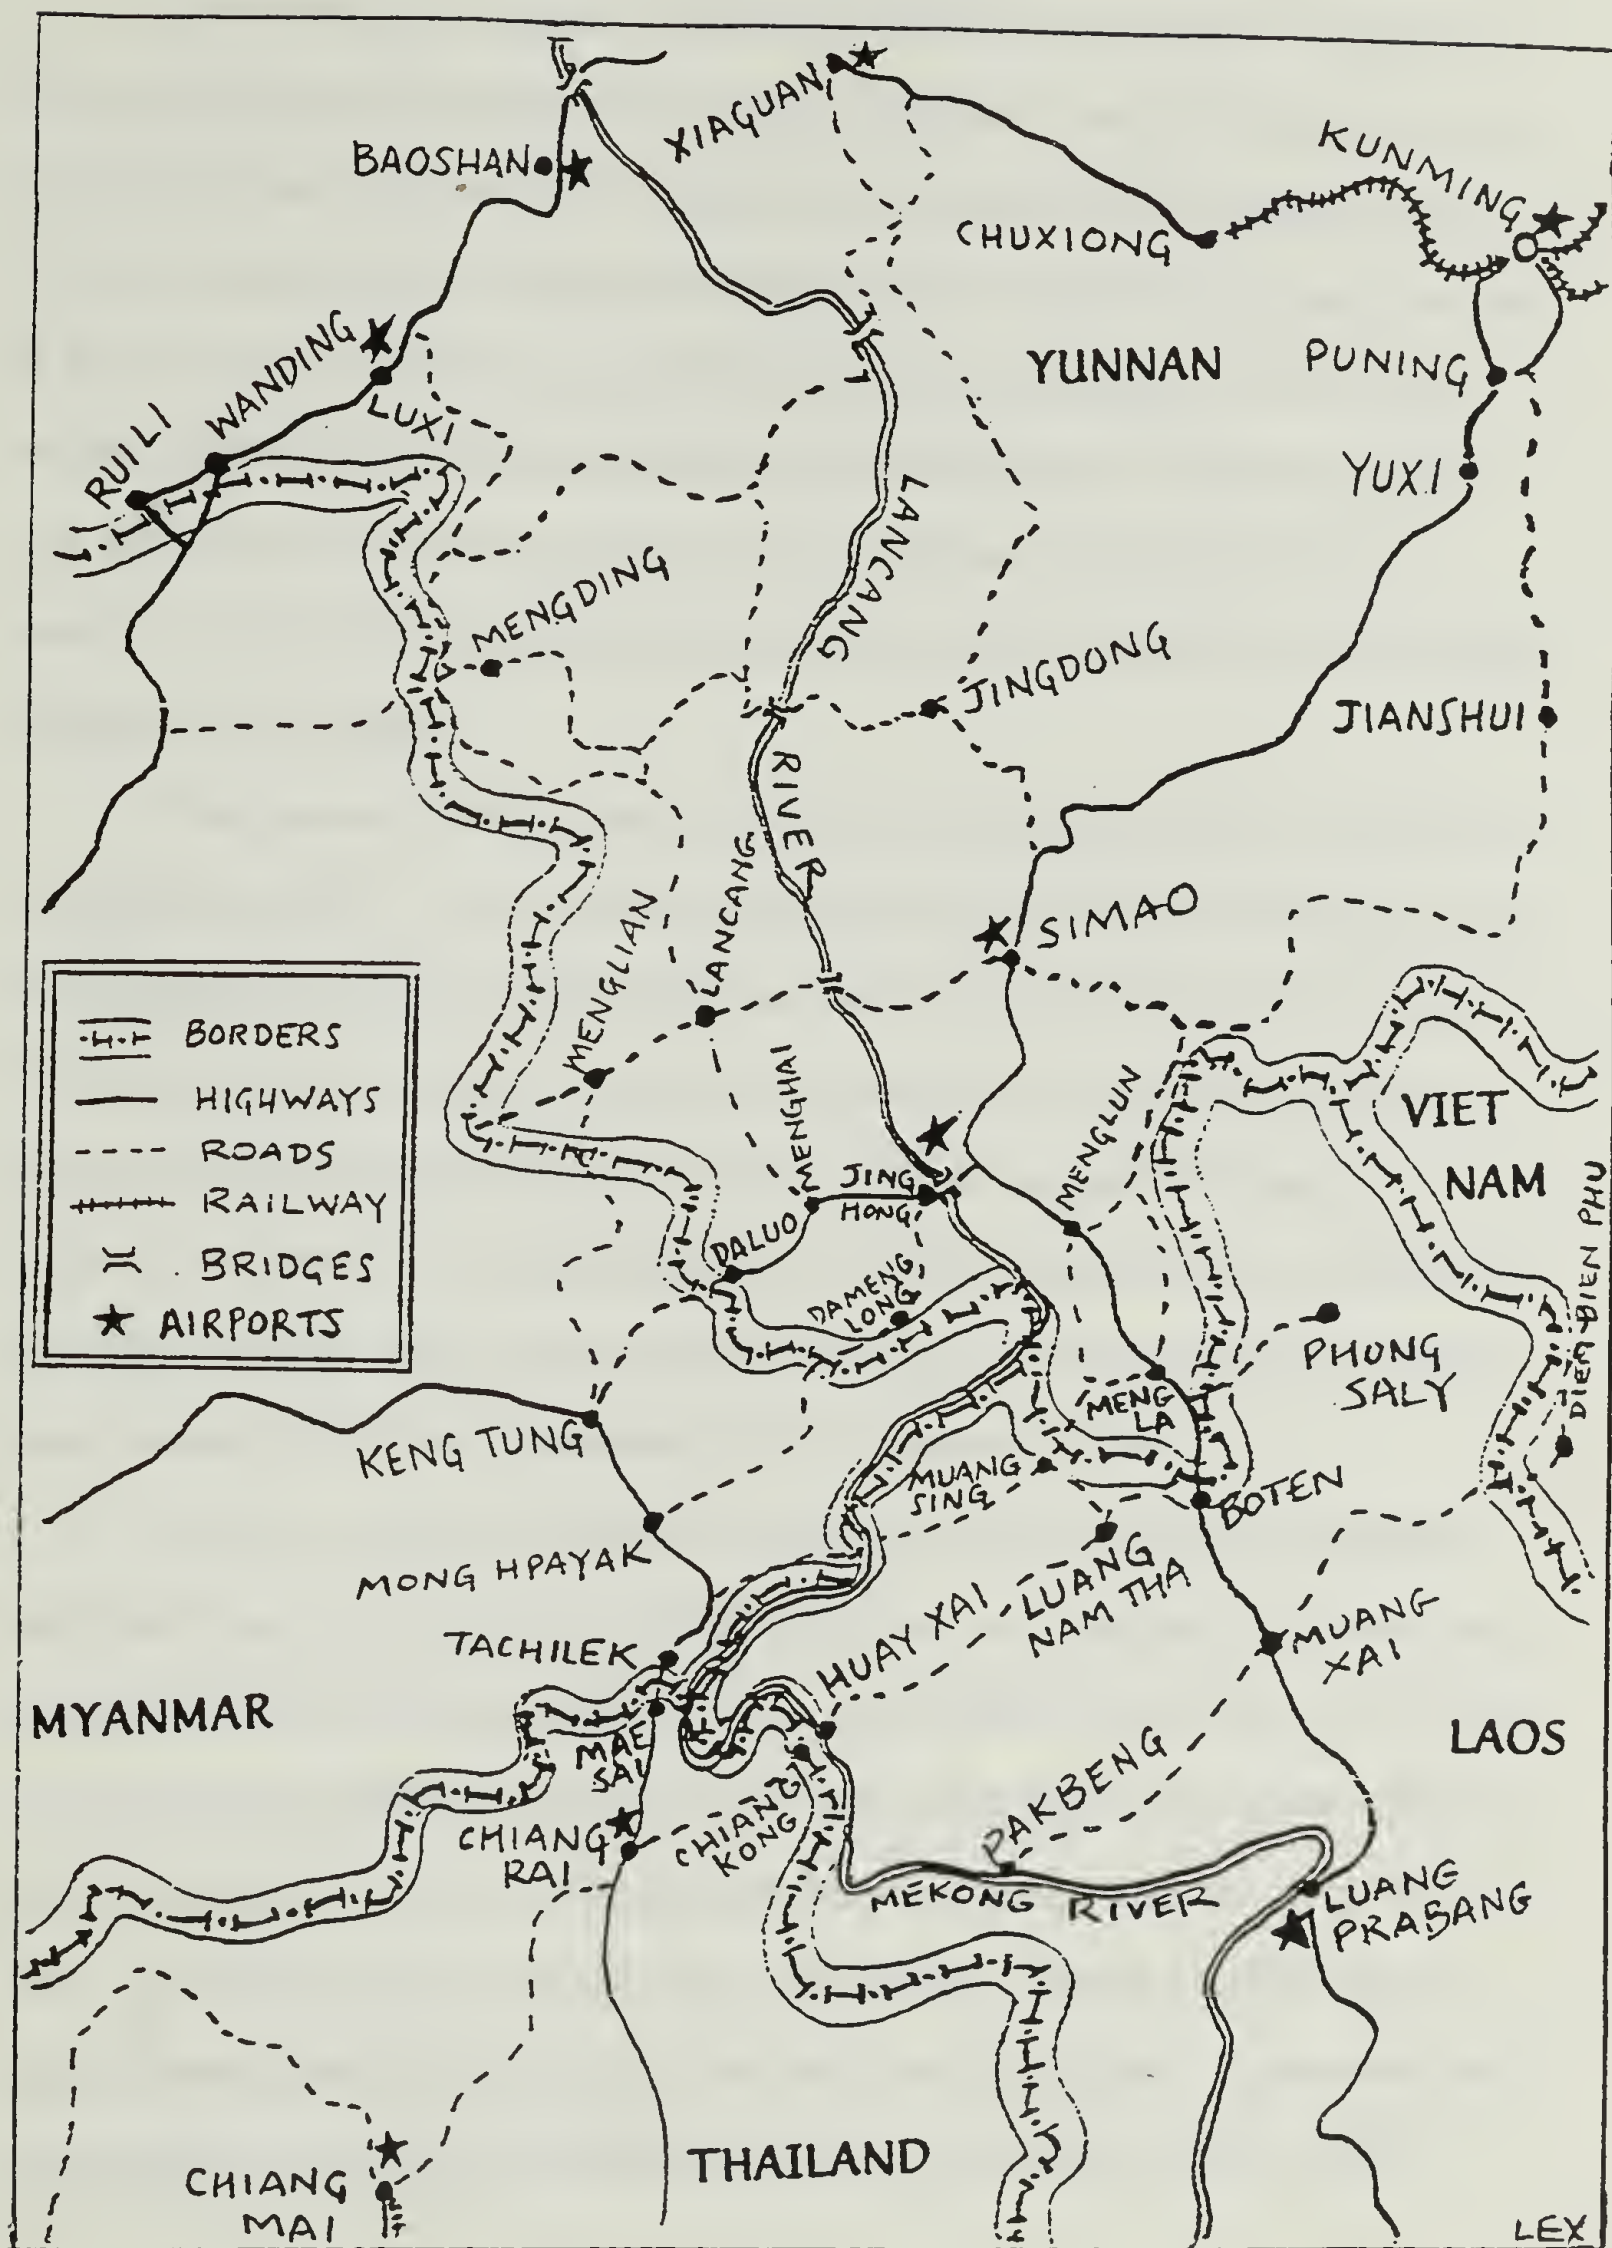 XIAGUAN
BAOSHAN
KUNMING
CHUXIONG
WANDING
LUXI
YUNNAN
PUNING
RUILI
YUXI
LANCANG
RIVER
MENGDING
JINGDONG
JIANSHUI
LANCANG
MENGLIAN
SIMAO
BORDERS
HIGHWAYS
ROADS
RAILWAY
BRIDGES
AIRPORTS
MENGHAI
MENGLUN
VIET
NAM
JING
HONG
DALUO
DAMENG
LONG
DIEN BIEN PHU
PHONG
SALY
MENG
LA
KENG TUNG
MUANG
SING
BOTEN
MONG HPAYAK
LUANG
NAM THA
HUAY XAI
MUANG
XAI
TACHILEK
MYANMAR
MAE
SAI
LAOS
PAKBENG
CHIANG
RAI
CHIANG
KONG
MEKONG RIVER
LUANG
PRABANG
THAILAND
CHIANG
MAI
LEX